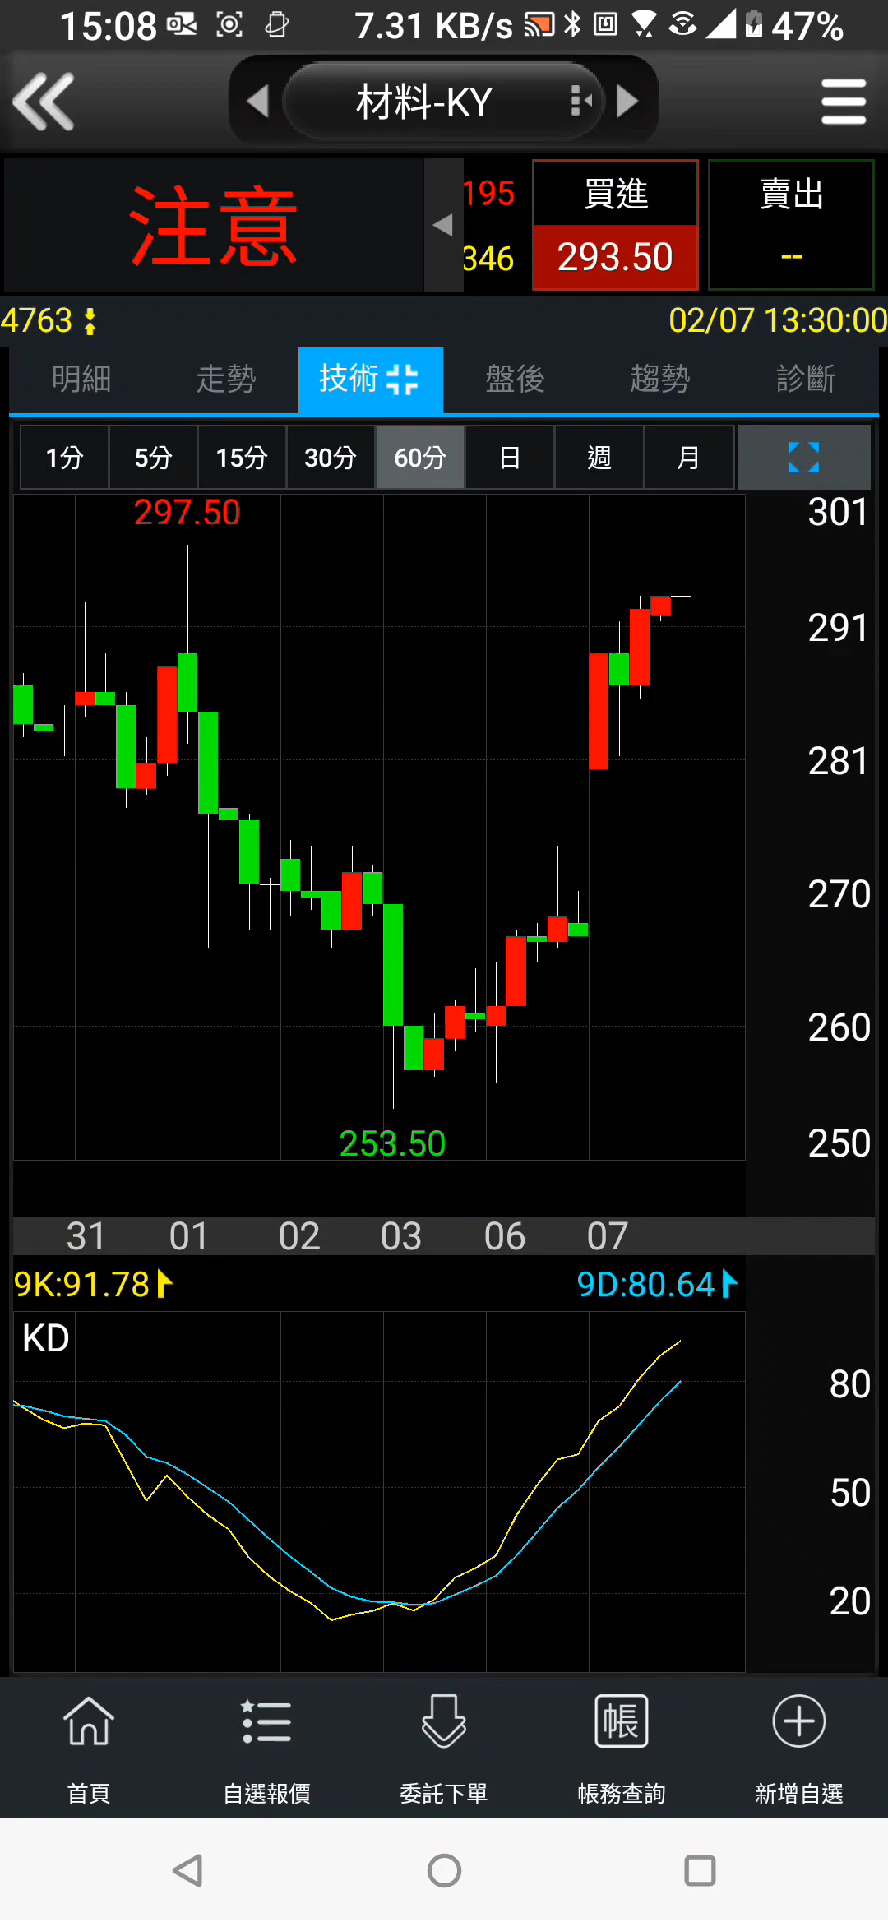 15:08 7.31 KB/s 47%
材料-KY
注意
195 買進 賣出
346 293.50 --
4763 02/07 13:30:00
明細 走勢 技術 盤後 趨勢 診斷
1分 5分 15分 30分 60分 日 週 月
297.50 301
291
281
270
260
253.50 250
31 01 02 03 06 07
9K:91.78 9D:80.64
KD
80
50
20
帳
首頁 自選報價 委託下單 帳務查詢 新增自選